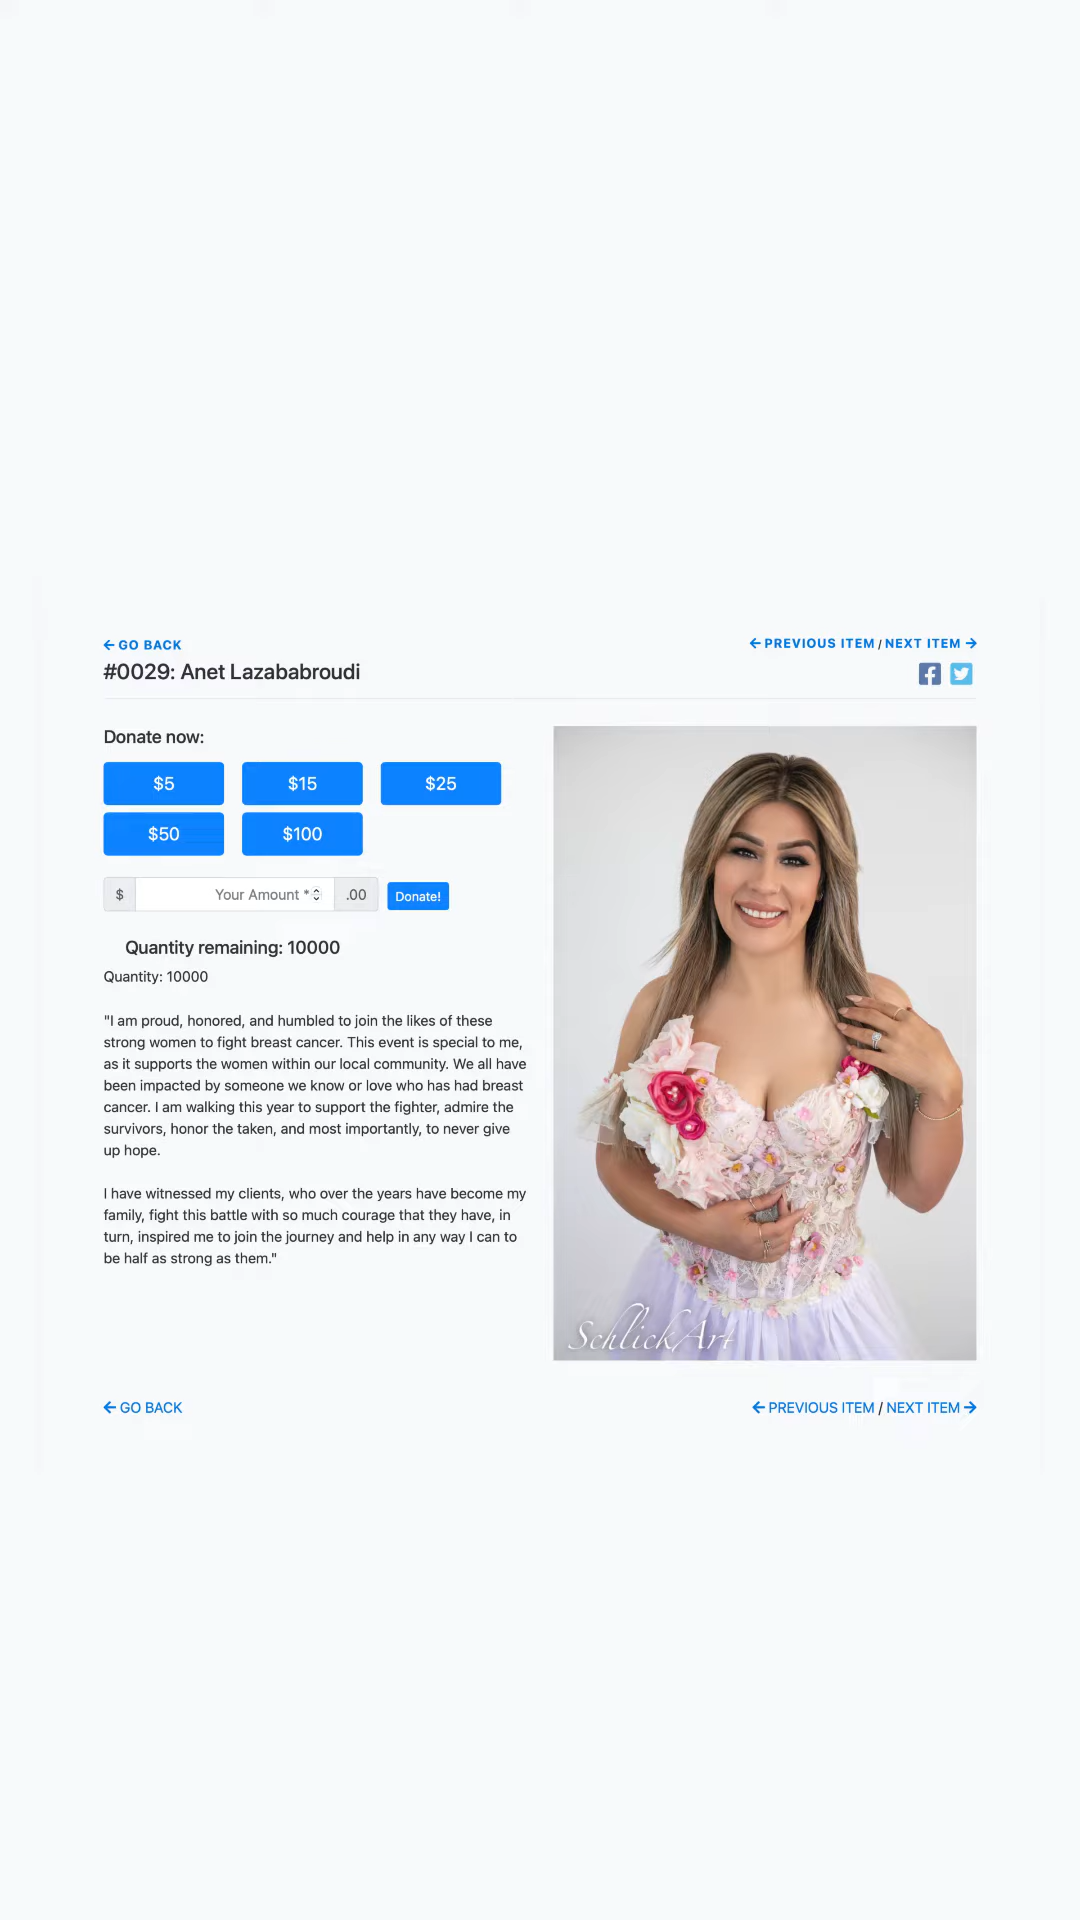 ← GO BACK
← PREVIOUS ITEM / NEXT ITEM →
#0029: Anet Lazababroudi
Donate now:
$5 $15 $25
$50 $100
$ Your Amount * .00 Donate!
Quantity remaining: 10000
Quantity: 10000
"I am proud, honored, and humbled to join the likes of these
strong women to fight breast cancer. This event is special to me,
as it supports the women within our local community. We all have
been impacted by someone we know or love who has had breast
cancer. I am walking this year to support the fighter, admire the
survivors, honor the taken, and most importantly, to never give
up hope.
I have witnessed my clients, who over the years have become my
family, fight this battle with so much courage that they have, in
turn, inspired me to join the journey and help in any way I can to
be half as strong as them."
SchlickArt
← GO BACK
← PREVIOUS ITEM / NEXT ITEM →